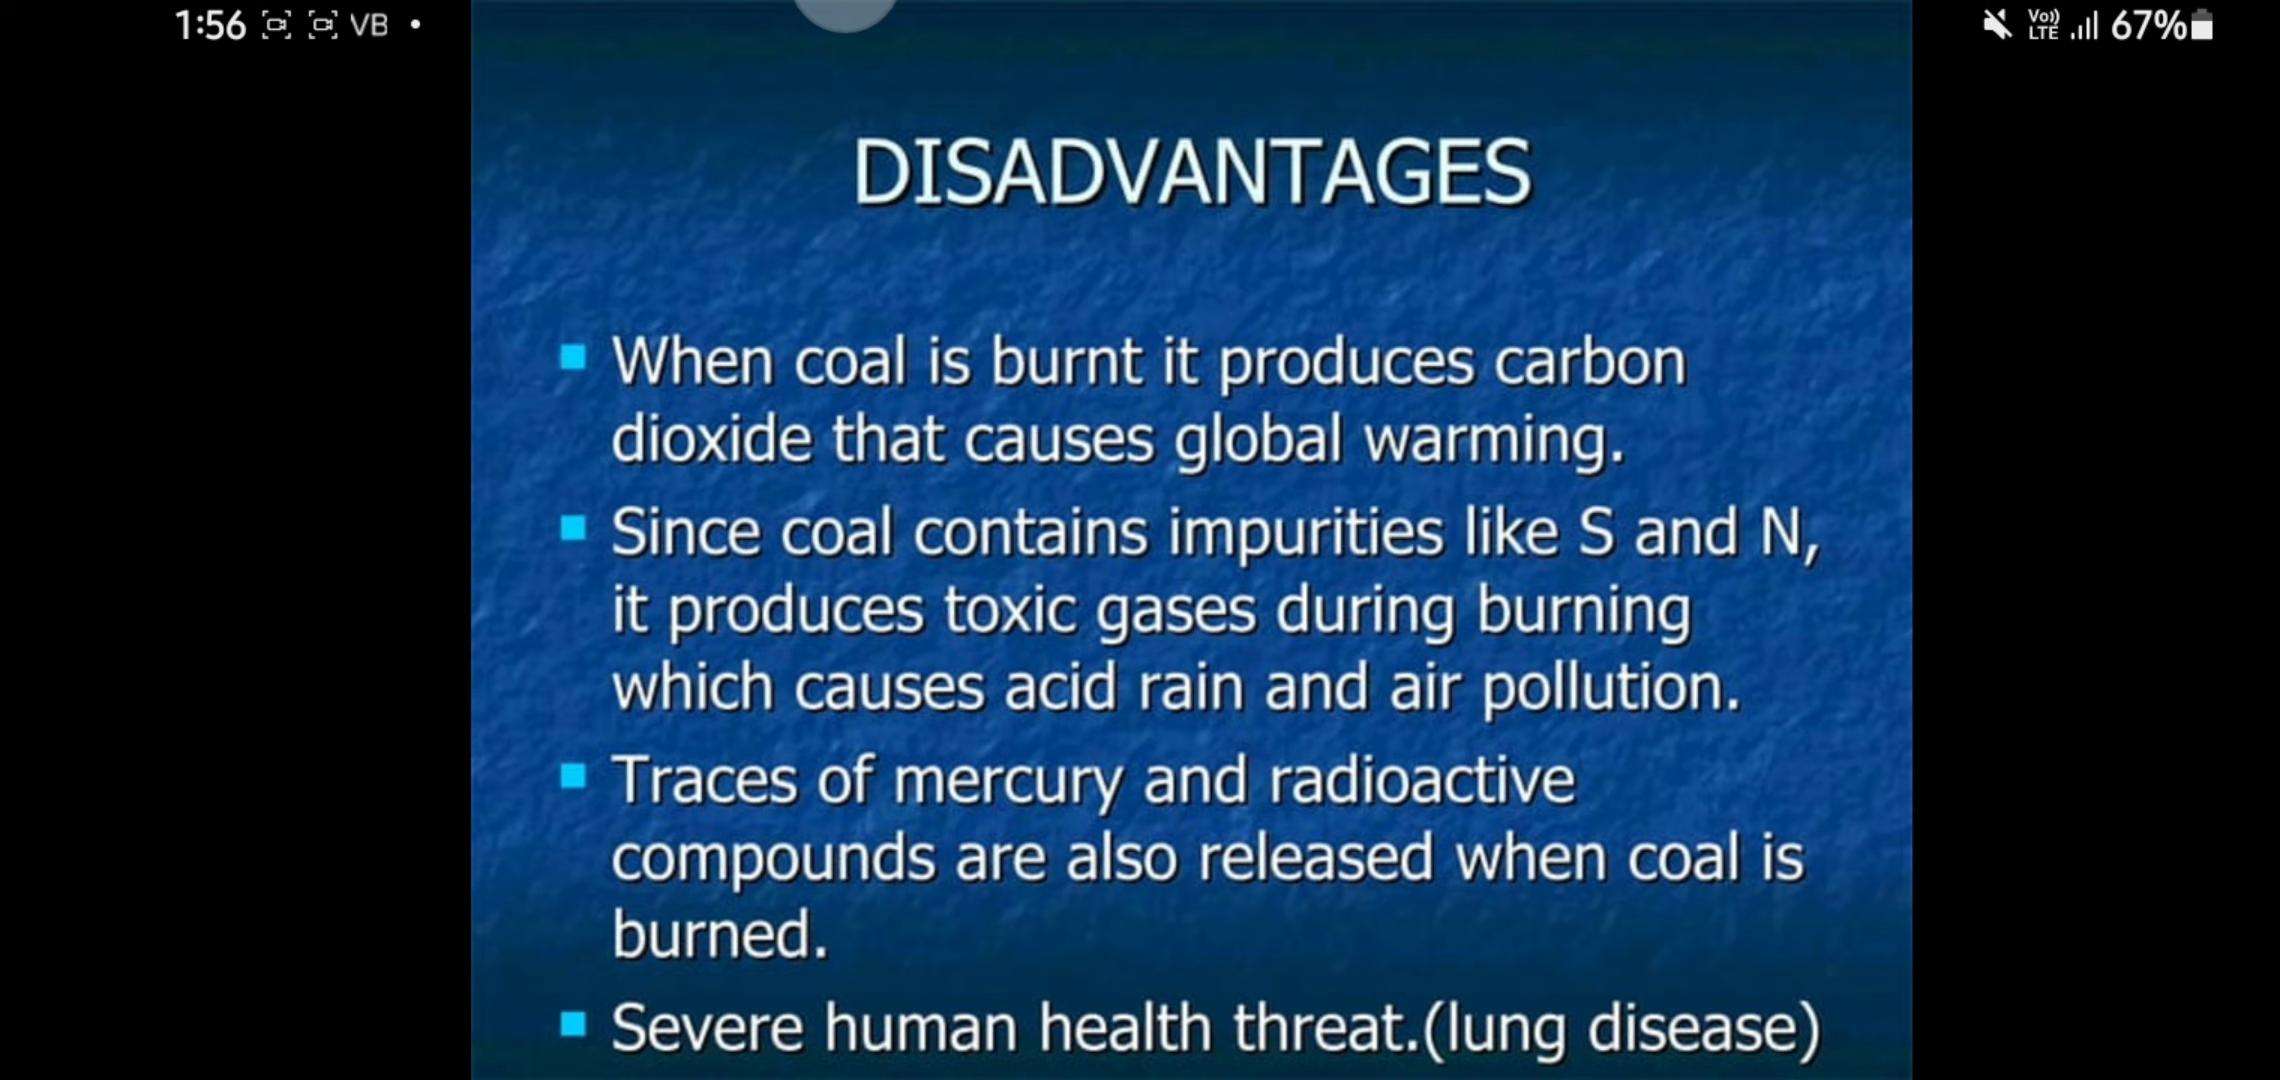 1:56 VB •
Vo)) LTE 67%
DISADVANTAGES
When coal is burnt it produces carbon
dioxide that causes global warming.
Since coal contains impurities like S and N,
it produces toxic gases during burning
which causes acid rain and air pollution.
Traces of mercury and radioactive
compounds are also released when coal is
burned.
Severe human health threat.(lung disease)